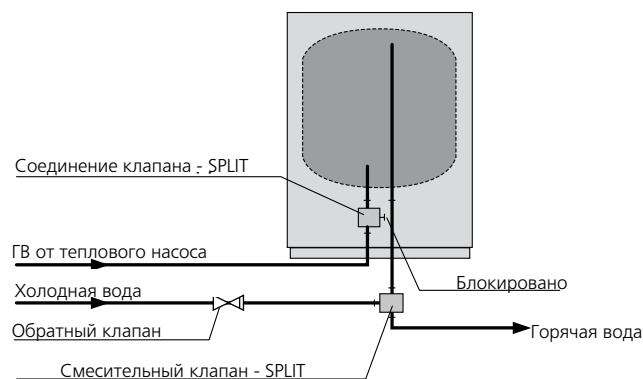 Соединение клапана - SPLIT
ГВ от теплового насоса
Блокировано
Холодная вода
Обратный клапан
Горячая вода
Смесительный клапан - SPLIT